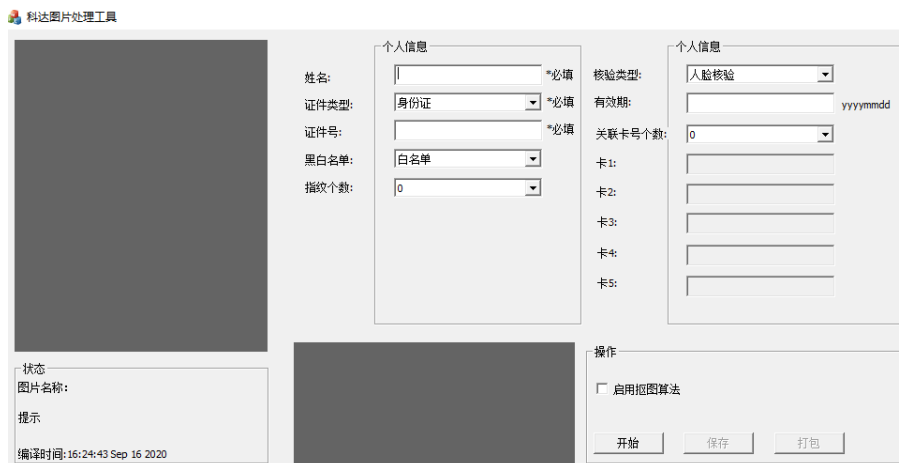 科达图片处理工具
个人信息
姓名:
*必填
证件类型:
身份证
*必填
证件号:
*必填
黑白名单:
白名单
指纹个数:
0
个人信息
核验类型:
人脸核验
有效期:
yyyymmdd
关联卡号个数:
0
卡1:
卡2:
卡3:
卡4:
卡5:
状态
图片名称:
提示
编译时间:16:24:43 Sep 16 2020
操作
启用抠图算法
开始
保存
打包